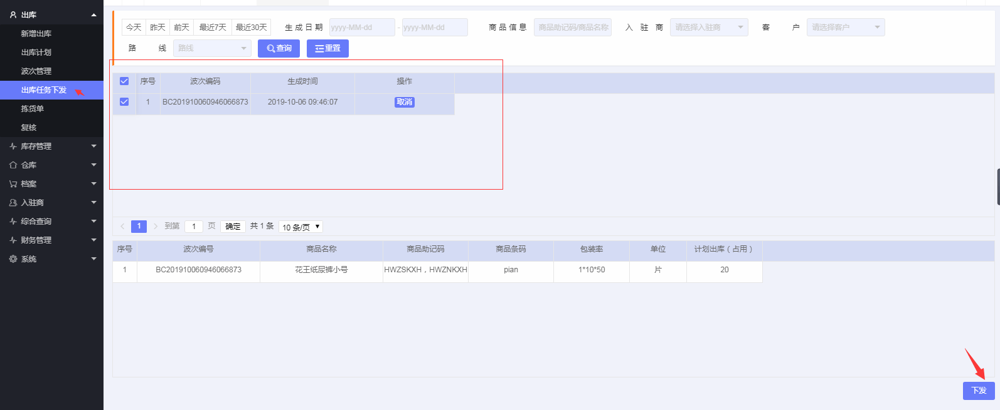 出库
新增出库
出库计划
波次管理
出库任务下发
拣货单
复核
库存管理
仓库
档案
入驻商
综合查询
财务管理
系统
今天 昨天 前天 最近7天 最近30天 生成日期 yyyy-MM-dd - yyyy-MM-dd 商品信息 商品助记码/商品名称 入驻商 请选择入驻商 客户 请选择客户
路线 路线 查询 重置
序号 波次编码 生成时间 操作
1 BC201910060946066873 2019-10-06 09:46:07 取消
1 到第 1 页 确定 共 1 条 10 条/页
序号 波次编号 商品名称 商品助记码 商品条码 包装率 单位 计划出库（占用）
1 BC201910060946066873 花王纸尿裤小号 HWZSKXH，HWZNKXH pian 1*10*50 片 20
下发